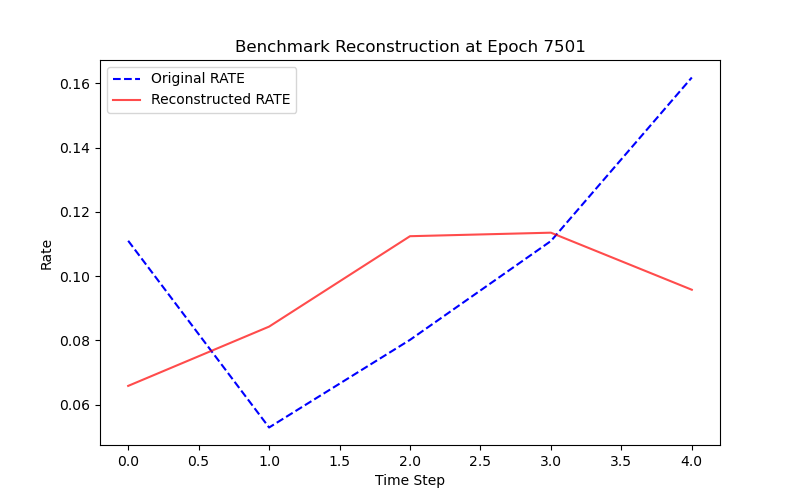 Benchmark Reconstruction at Epoch 7501
Original RATE
Reconstructed RATE
0.16
0.14
0.12
0.10
0.08
0.06
Rate
0.0 0.5 1.0 1.5 2.0 2.5 3.0 3.5 4.0
Time Step